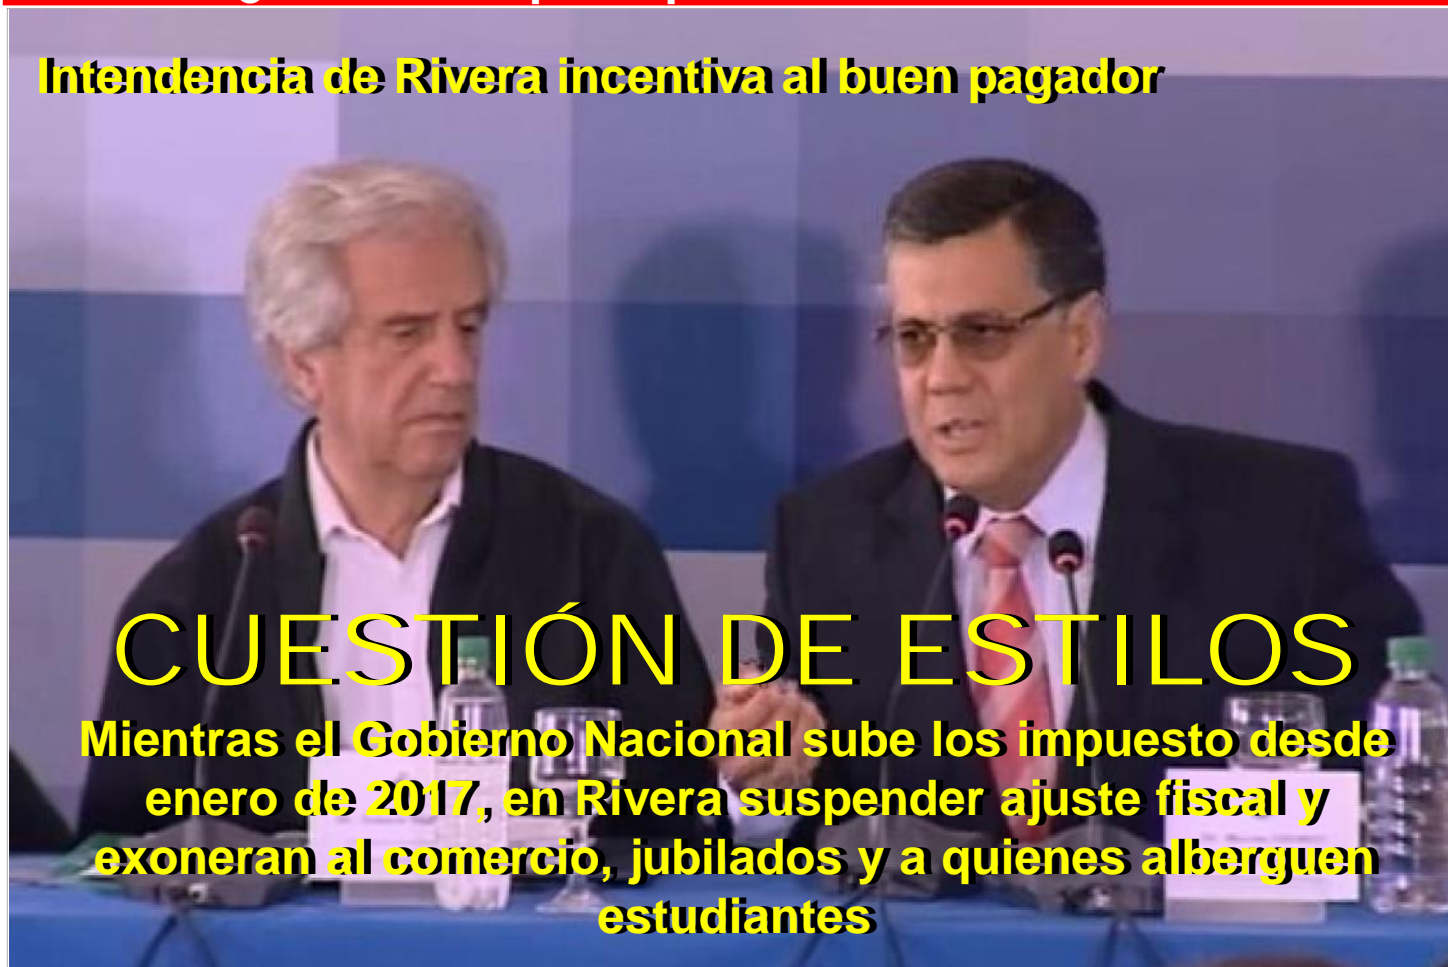 Intendencia de Rivera incentiva al buen pagador
CUESTIÓN DE ESTILOS
Mientras el Gobierno Nacional sube los impuesto desde
enero de 2017, en Rivera suspender ajuste fiscal y
exoneran al comercio, jubilados y a quienes alberguen
estudiantes